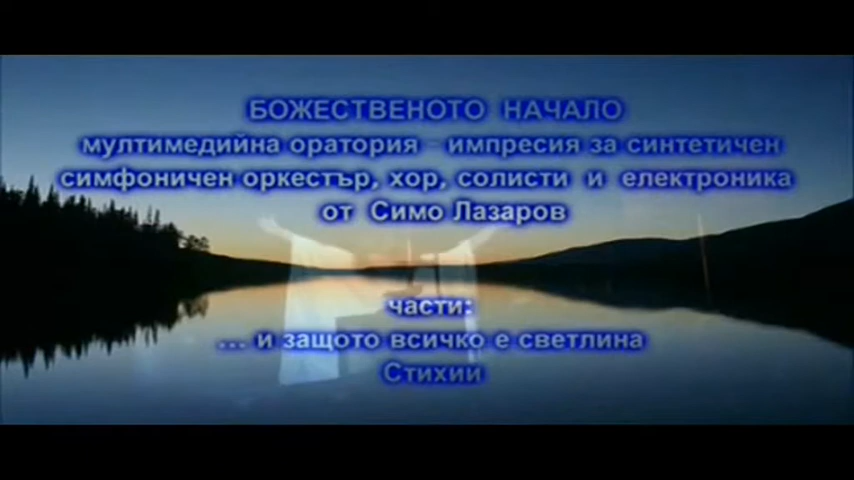 БОЖЕСТВЕНОТО НАЧАЛО
мултимедийна оратория - импресия за синтетичен
симфоничен оркестър, хор, солисти и електроника
от Симо Лазаров
части:
... и защото всичко е светлина
Стихии